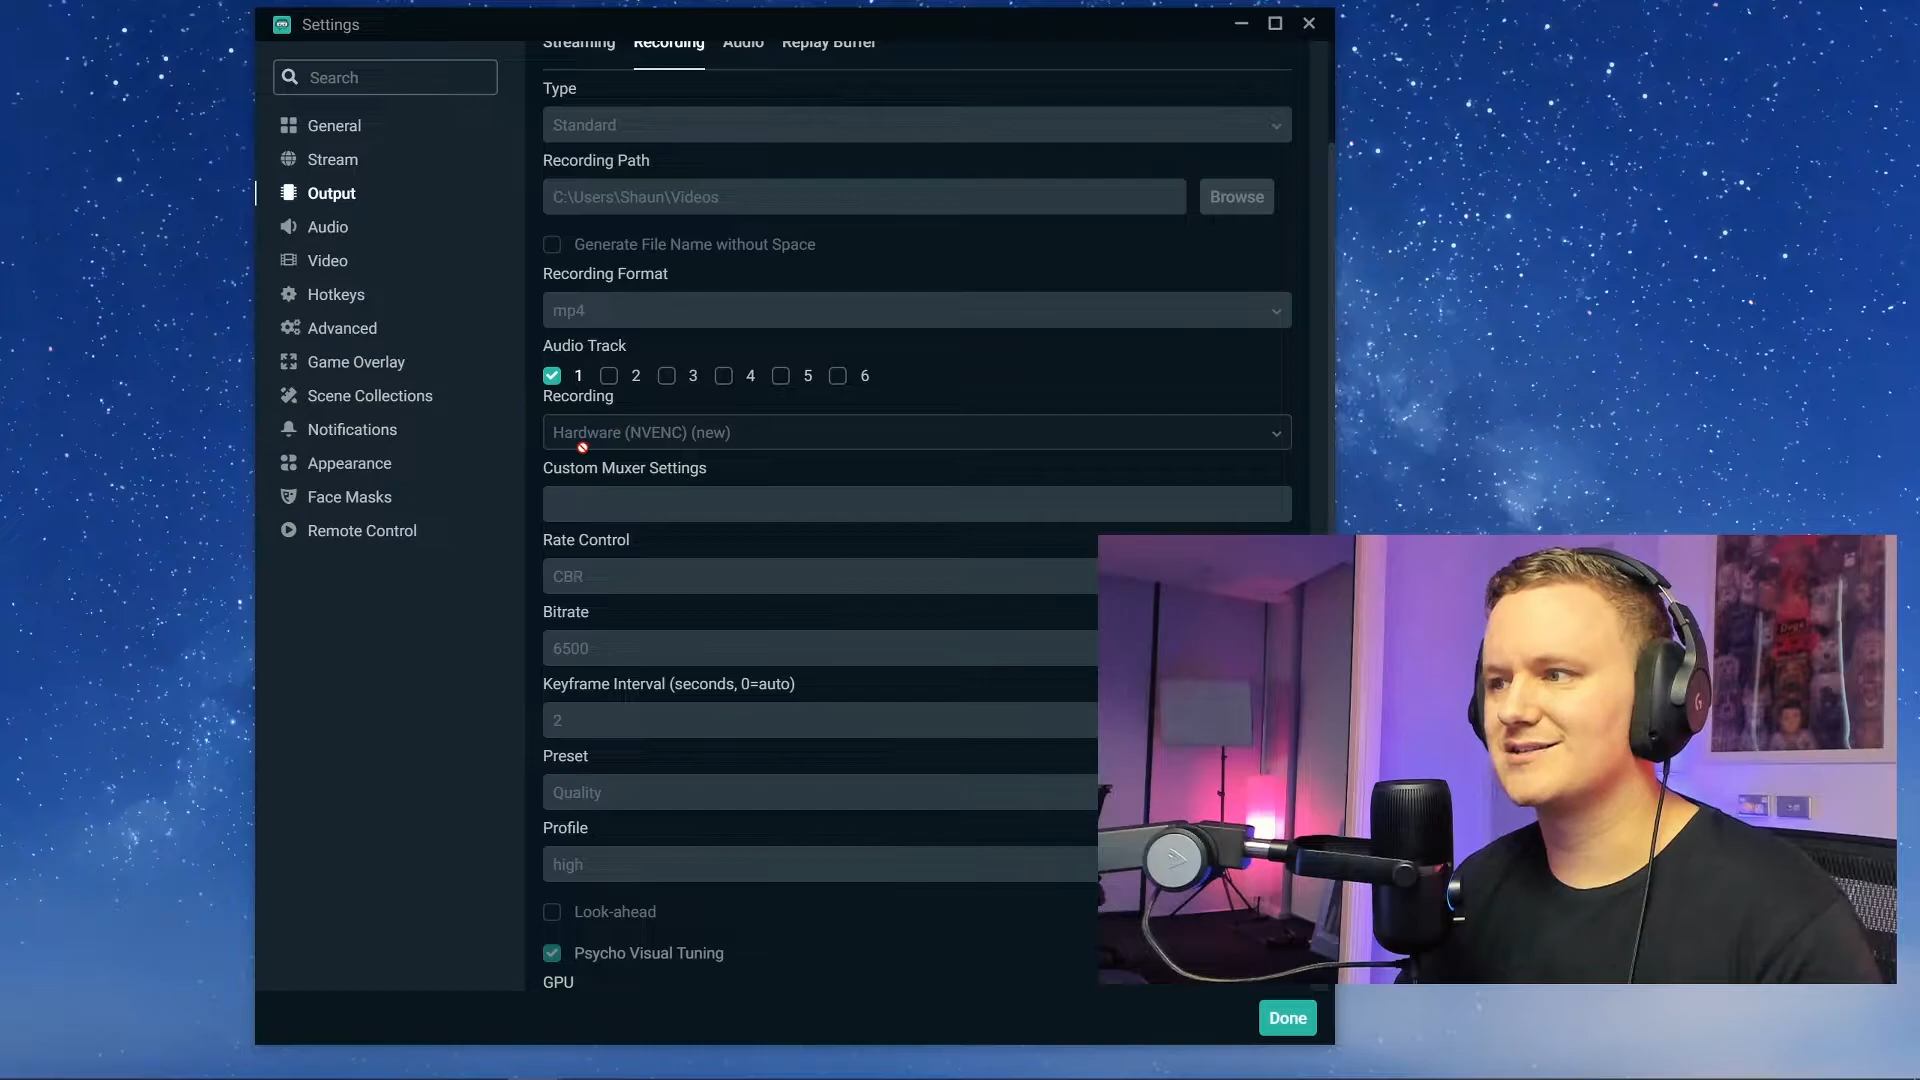 Settings
Streaming Recording Audio Replay Buffer
Search
General
Stream
Output
Audio
Video
Hotkeys
Advanced
Game Overlay
Scene Collections
Notifications
Appearance
Face Masks
Remote Control
Type
Standard
Recording Path
C:\Users\Shaun\Videos
Browse
Generate File Name without Space
Recording Format
mp4
Audio Track
1 2 3 4 5 6
Recording
Hardware (NVENC) (new)
Custom Muxer Settings
Rate Control
CBR
Bitrate
6500
Keyframe Interval (seconds, 0=auto)
2
Preset
Quality
Profile
high
Look-ahead
Psycho Visual Tuning
GPU
Done